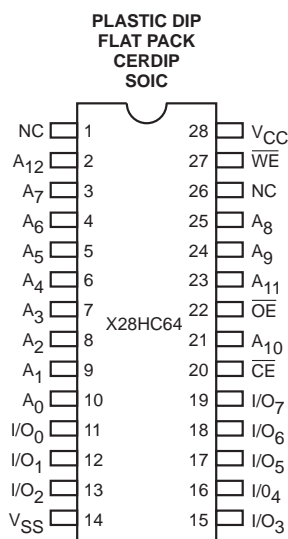 PLASTIC DIP
FLAT PACK
CERDIP
SOIC
NC 1 28 VCC
A12 2 27 WE
A7 3 26 NC
A6 4 25 A8
A5 5 24 A9
A4 6 23 A11
A3 7 22 OE
X28HC64
A2 8 21 A10
A1 9 20 CE
A0 10 19 I/O7
I/O0 11 18 I/O6
I/O1 12 17 I/O5
I/O2 13 16 I/04
VSS 14 15 I/O3